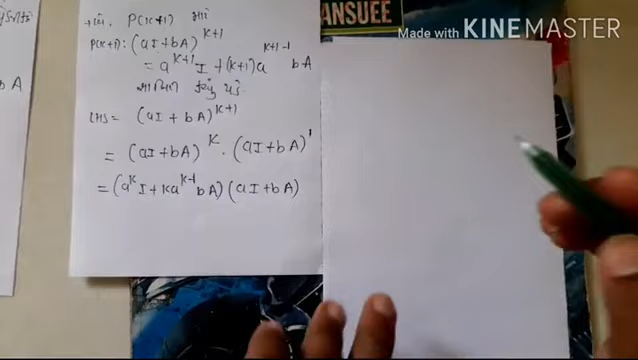 ANSUEE
Made with KINEMASTER
હવે, P(K+1) માટે
P(K+1): (aI + bA)^{K+1}
= a^{K+1} I + (K+1) a^{K+1-1} bA
સાબિત કરવું પડે.
LHS = (aI + bA)^{K+1}
= (aI + bA)^K · (aI + bA)^1
= (a^K I + K a^{K-1} bA) (aI + bA)
A